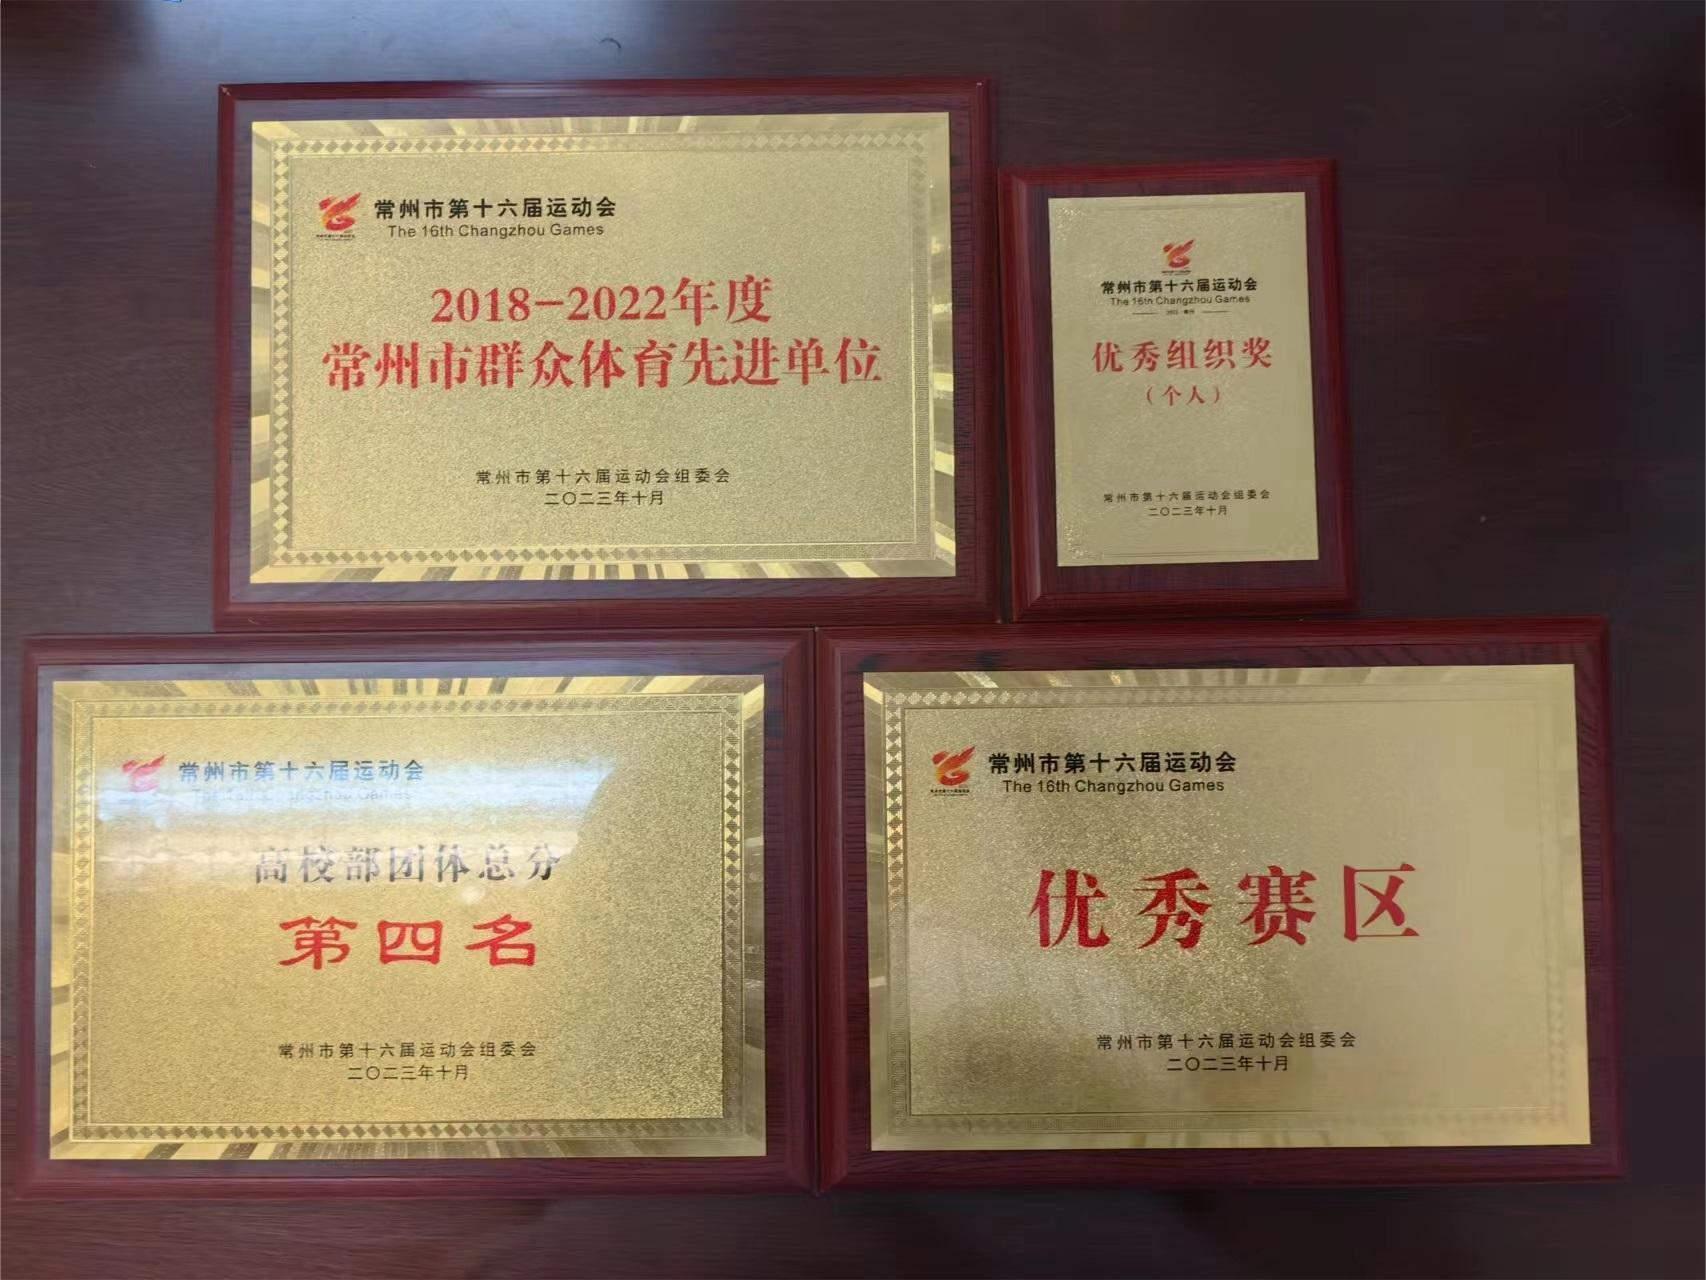 常州市第十六届运动会
The 16th Changzhou Games
2018-2022年度
常州市群众体育先进单位
常州市第十六届运动会组委会
二〇二三年十月
常州市第十六届运动会
The 16th Changzhou Games
优秀组织奖
（个人）
常州市第十六届运动会组委会
二〇二三年十月
常州市第十六届运动会
The 16th Changzhou Games
高校部团体总分
第四名
常州市第十六届运动会组委会
二〇二三年十月
常州市第十六届运动会
The 16th Changzhou Games
优秀赛区
常州市第十六届运动会组委会
二〇二三年十月